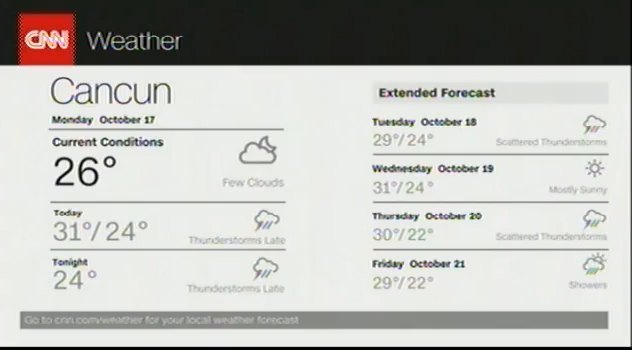 CNN Weather
Cancun
Monday October 17
Current Conditions
26°
Few Clouds
Today
31°/24°
Thunderstorms Late
Tonight
24°
Thunderstorms Late
Extended Forecast
Tuesday October 18
29°/24°
Scattered Thunderstorms
Wednesday October 19
31°/24°
Mostly Sunny
Thursday October 20
30°/22°
Scattered Thunderstorms
Friday October 21
29°/22°
Showers
Go to cnn.com/weather for your local weather forecast